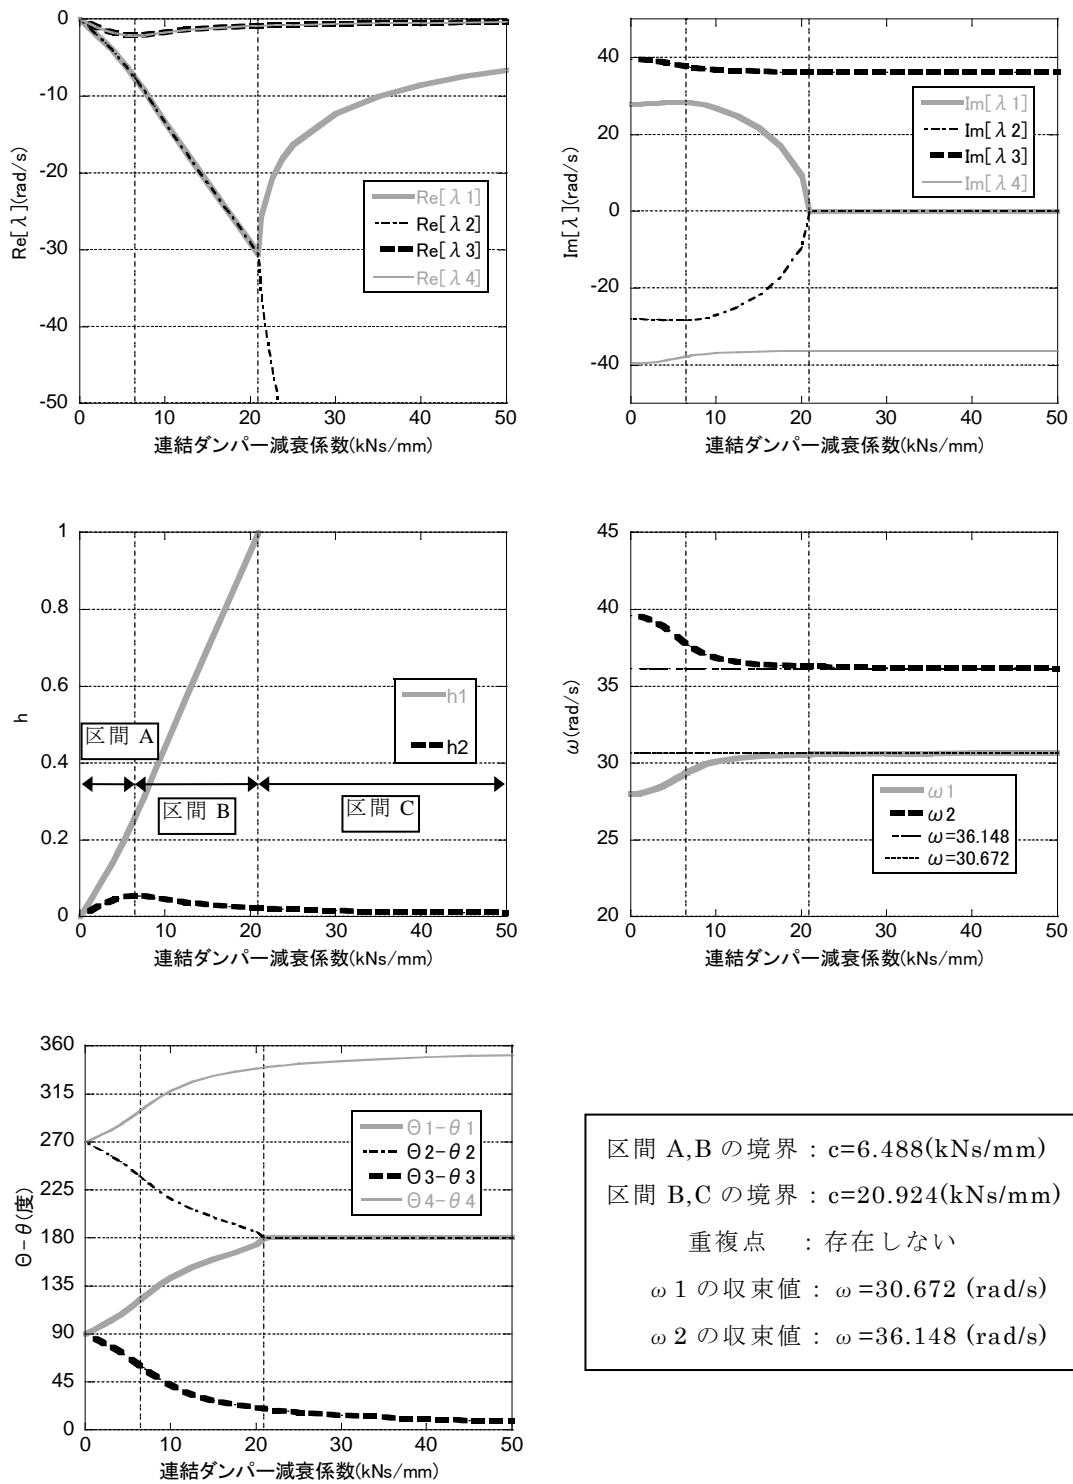 0
-10
-20
-30
-40
-50
Re[λ](rad/s)
Re[λ1]
Re[λ2]
Re[λ3]
Re[λ4]
0 10 20 30 40 50
連結ダンパー減衰係数(kNs/mm)
40
20
0
-20
-40
Im[λ](rad/s)
Im[λ1]
Im[λ2]
Im[λ3]
Im[λ4]
0 10 20 30 40 50
連結ダンパー減衰係数(kNs/mm)
1
0.8
0.6
0.4
0.2
0
h
h1
h2
区間 A
区間 B
区間 C
0 10 20 30 40 50
連結ダンパー減衰係数(kNs/mm)
45
40
35
30
25
20
ω(rad/s)
ω1
ω2
ω=36.148
ω=30.672
0 10 20 30 40 50
連結ダンパー減衰係数(kNs/mm)
360
315
270
225
180
135
90
45
0
Θ-θ(度)
Θ1-θ1
Θ2-θ2
Θ3-θ3
Θ4-θ4
0 10 20 30 40 50
連結ダンパー減衰係数(kNs/mm)
区間 A,B の境界：c=6.488(kNs/mm)
区間 B,C の境界：c=20.924(kNs/mm)
重複点 ：存在しない
ω1 の収束値：ω=30.672 (rad/s)
ω2 の収束値：ω=36.148 (rad/s)